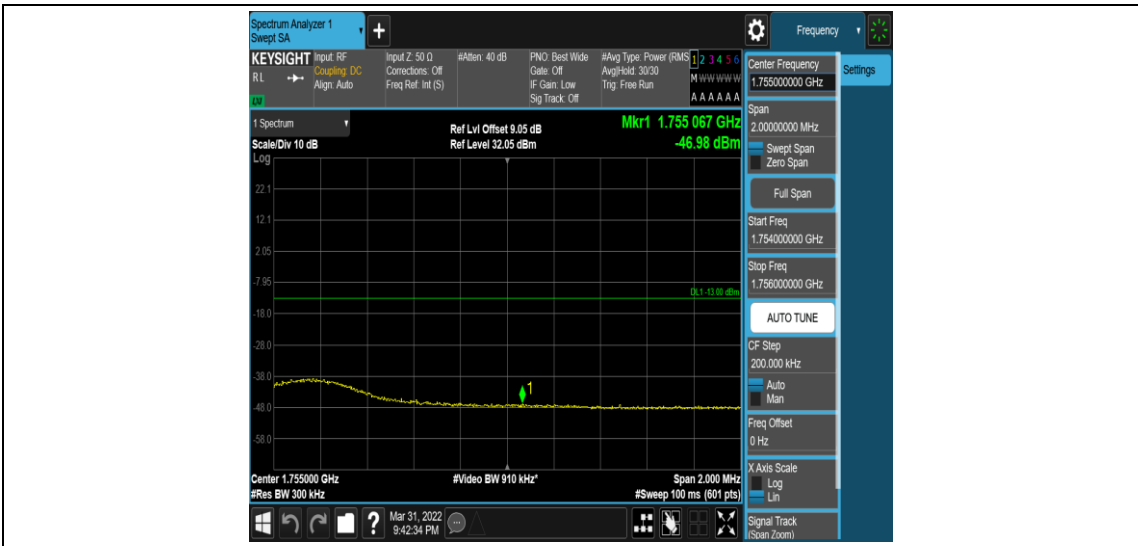 Spectrum Analyzer 1
Swept SA
+
Frequency
KEYSIGHT
RL
LXI
Input: RF
Coupling: DC
Align: Auto
Input Z: 50 Ω
Corrections: Off
Freq Ref: Int (S)
#Atten: 40 dB
PNO: Best Wide
Gate: Off
IF Gain: Low
Sig Track: Off
#Avg Type: Power (RMS
Avg|Hold: 30/30
Trig: Free Run
1 2 3 4 5 6
M W W W W W
A A A A A A
1 Spectrum
Scale/Div 10 dB
Ref Lvl Offset 9.05 dB
Ref Level 32.05 dBm
Mkr1 1.755 067 GHz
-46.98 dBm
Log
22.1
12.1
2.05
-7.95
DL1 -13.00 dBm
-18.0
-28.0
-38.0
1
-48.0
-58.0
Center 1.755000 GHz
#Video BW 910 kHz*
Span 2.000 MHz
#Res BW 300 kHz
#Sweep 100 ms (601 pts)
?
Mar 31, 2022
9:42:34 PM
Center Frequency
1.755000000 GHz
Settings
Span
2.00000000 MHz
Swept Span
Zero Span
Full Span
Start Freq
1.754000000 GHz
Stop Freq
1.756000000 GHz
AUTO TUNE
CF Step
200.000 kHz
Auto
Man
Freq Offset
0 Hz
X Axis Scale
Log
Lin
Signal Track
(Span Zoom)